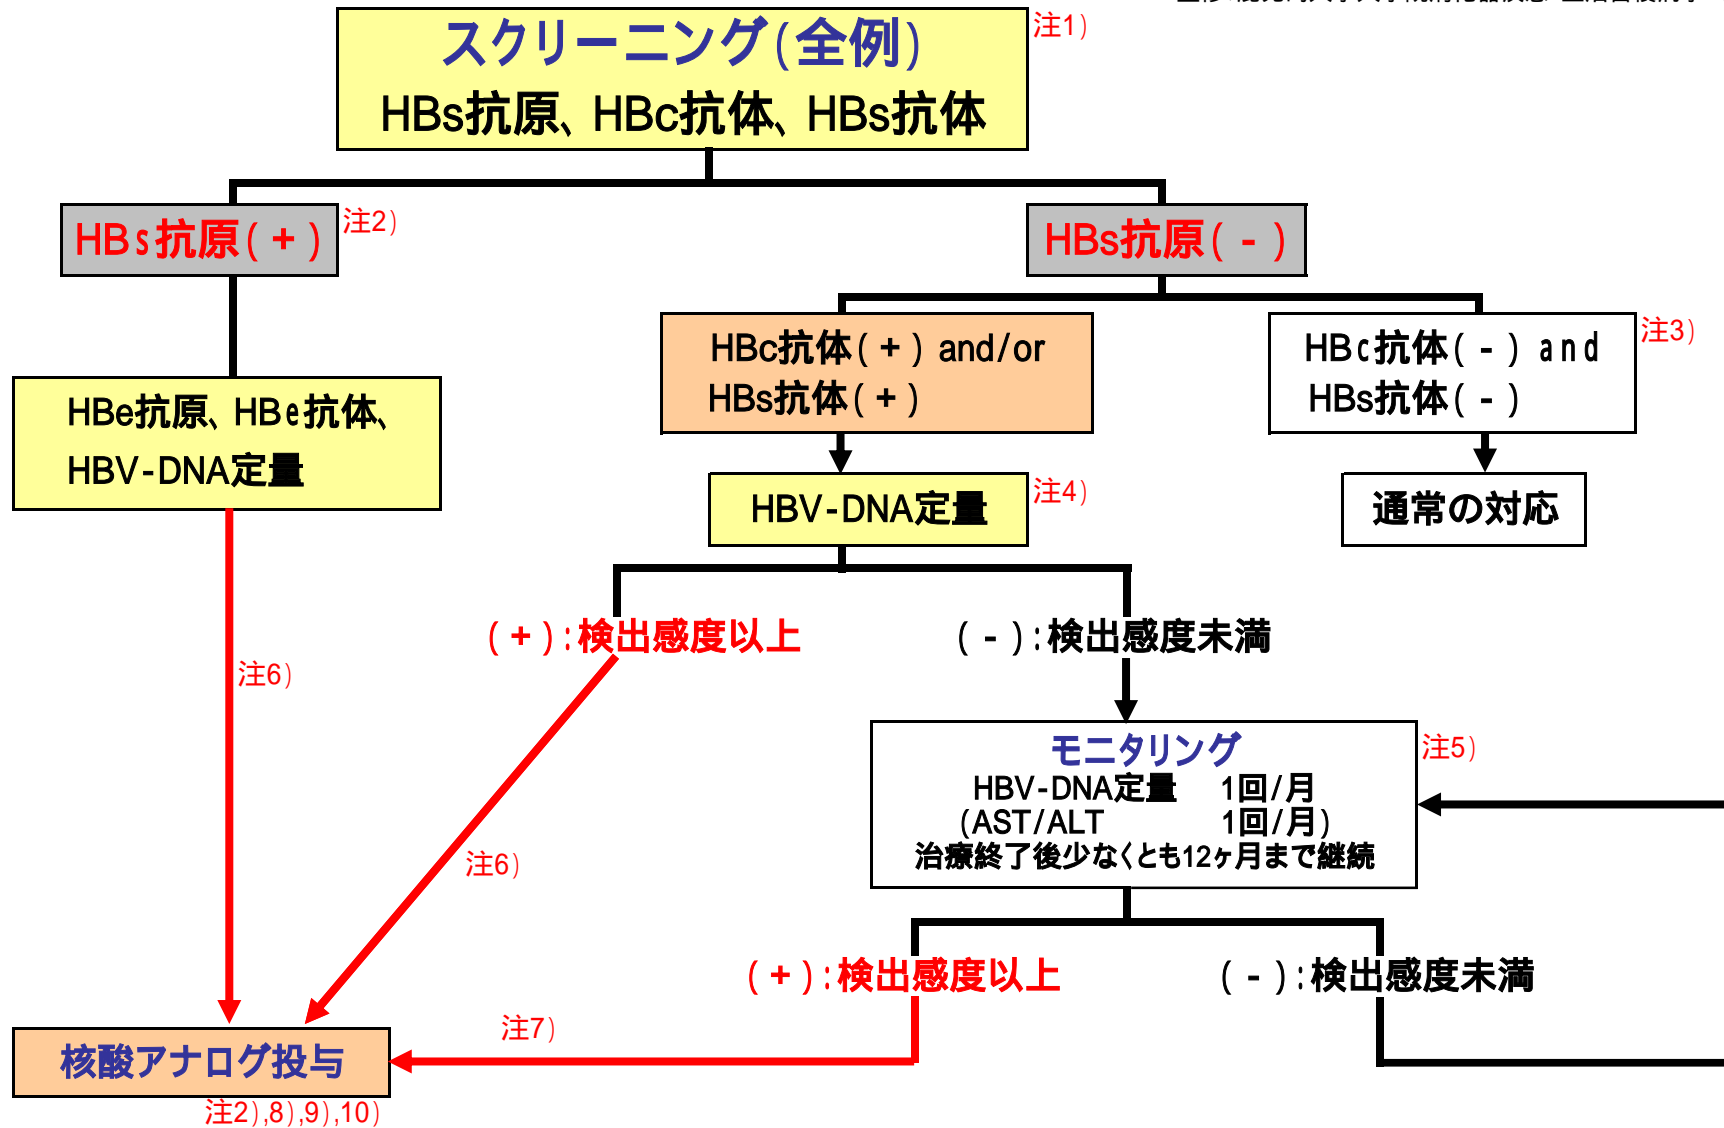 スクリーニング(全例)
注1)
HBs抗原、HBc抗体、HBs抗体
HBs抗原(+)
注2)
HBs抗原(-)
HBc抗体(+) and/or
HBs抗体(+)
HBc抗体(-) and
HBs抗体(-)
注3)
HBe抗原、HBe抗体、
HBV-DNA定量
HBV-DNA定量
注4)
通常の対応
(+):検出感度以上
(-):検出感度未満
注6)
モニタリング
注5)
HBV-DNA定量 1回/月
(AST/ALT 1回/月)
治療終了後少なくとも12ヶ月まで継続
注6)
(+):検出感度以上
(-):検出感度未満
注7)
核酸アナログ投与
注2),8),9),10)